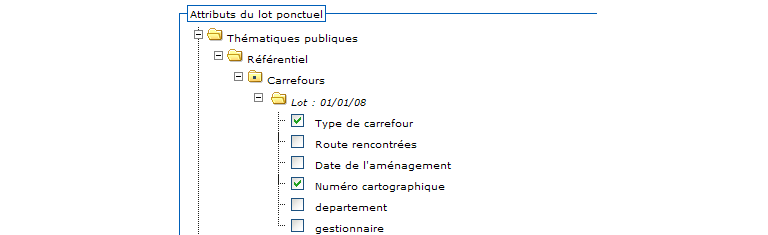 Attributs du lot ponctuel
Thématiques publiques
Référentiel
Carrefours
Lot : 01/01/08
Type de carrefour
Route rencontrées
Date de l'aménagement
Numéro cartographique
departement
gestionnaire